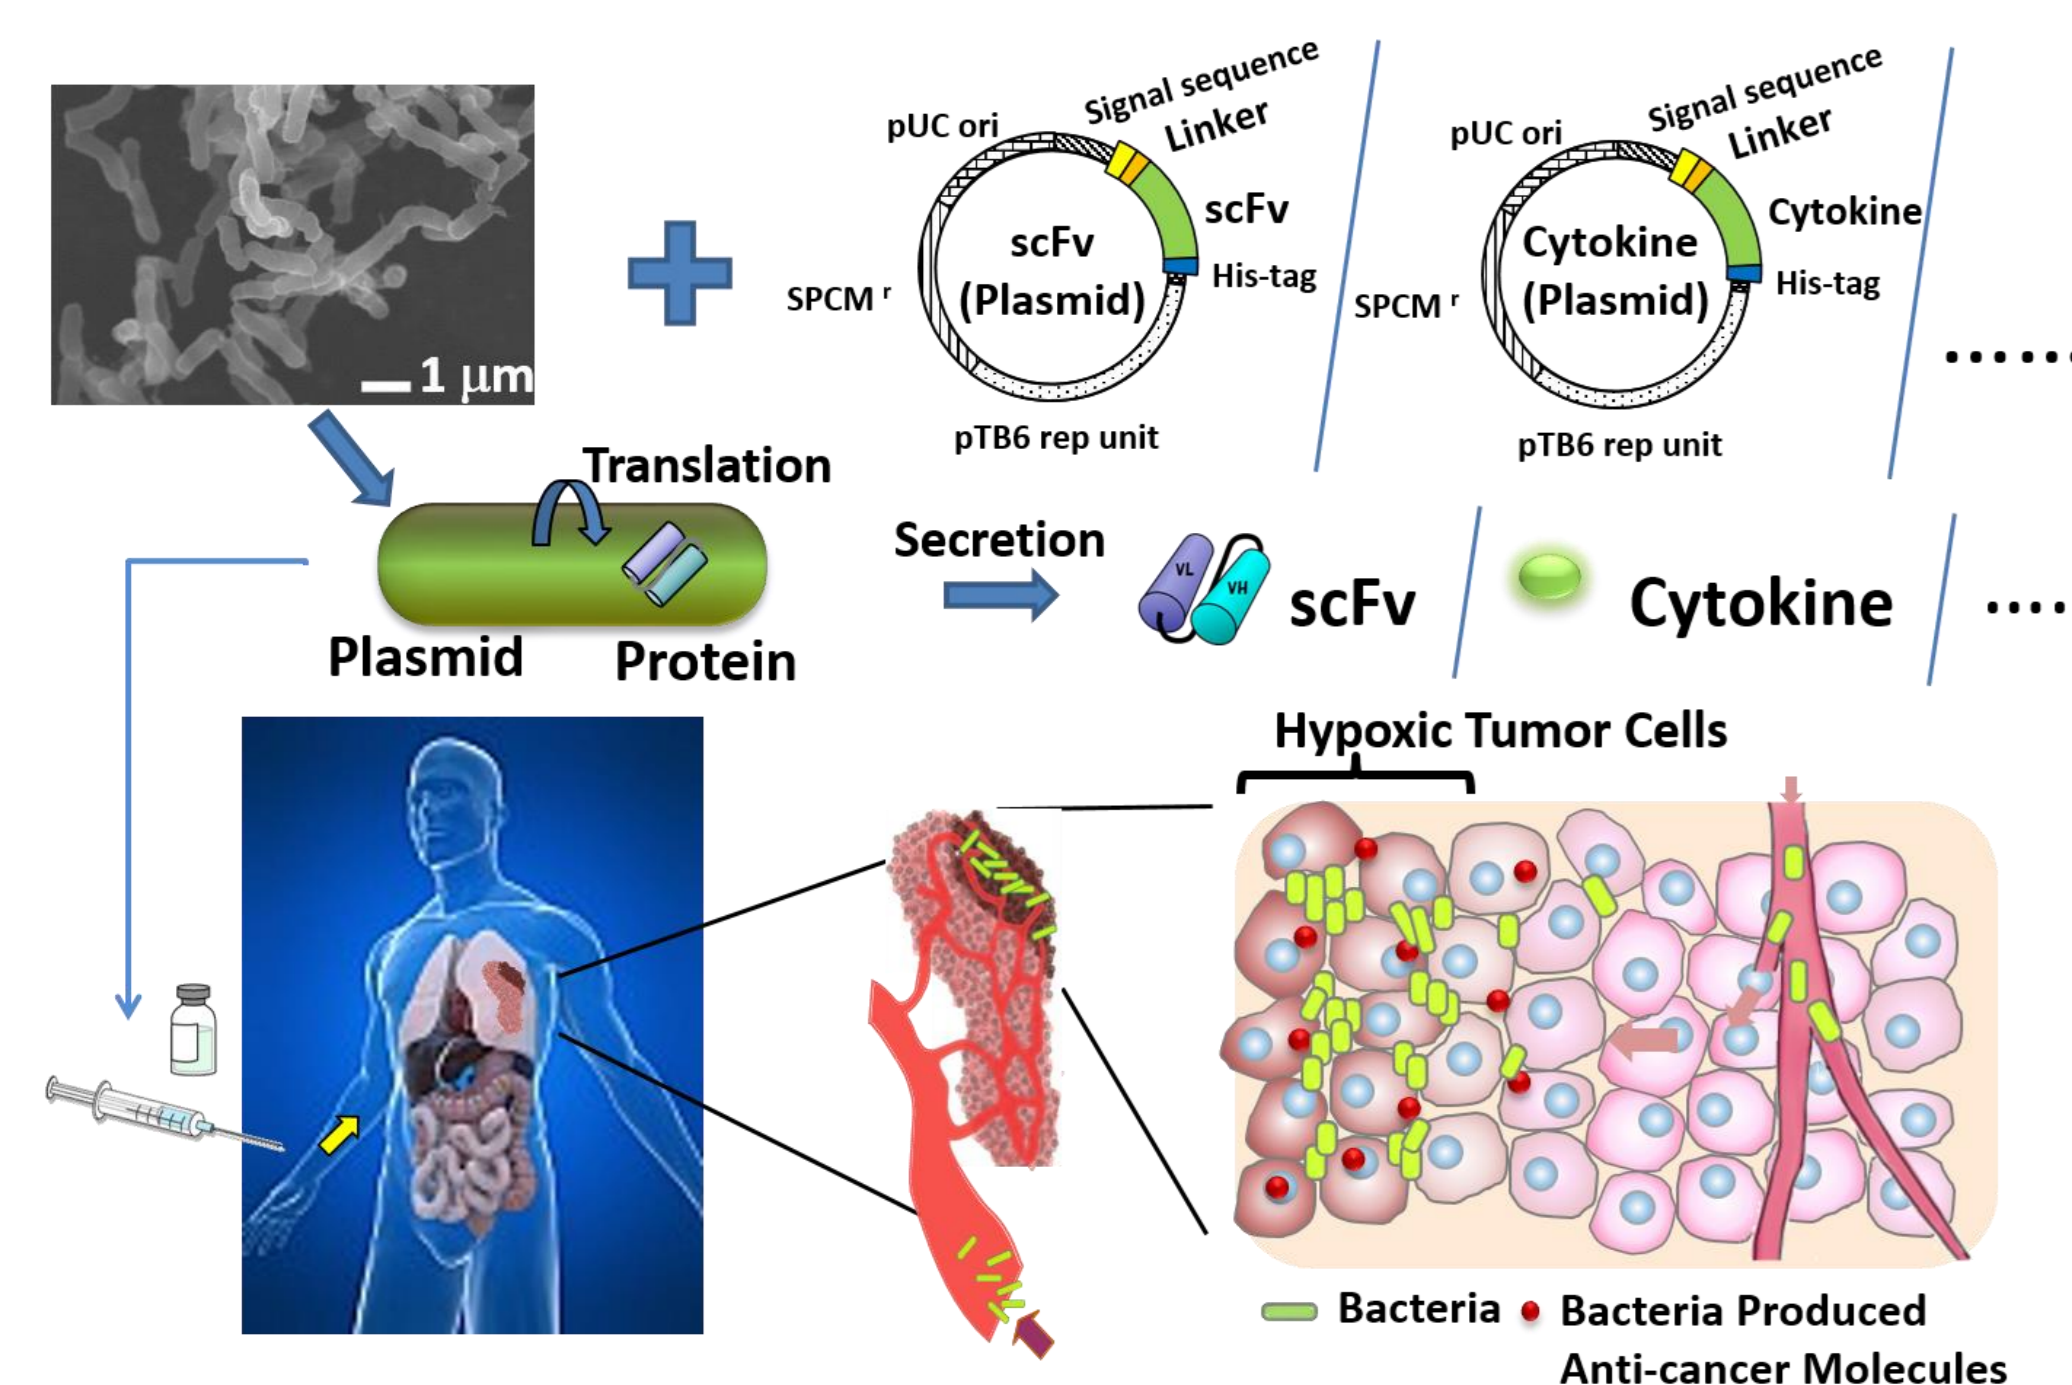 1 μm
pUC ori
Signal sequence
Linker
scFv
His-tag
SPCM r
scFv
(Plasmid)
pTB6 rep unit
pUC ori
Signal sequence
Linker
Cytokine
His-tag
SPCM r
Cytokine
(Plasmid)
pTB6 rep unit
......
Translation
Plasmid
Protein
Secretion
VL
VH
scFv
Cytokine
....
Hypoxic Tumor Cells
Bacteria
Bacteria Produced
Anti-cancer Molecules